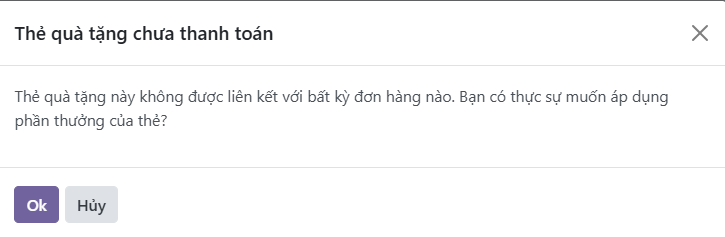 Thẻ quà tặng chưa thanh toán
Thẻ quà tặng này không được liên kết với bất kỳ đơn hàng nào. Bạn có thực sự muốn áp dụng
phần thưởng của thẻ?
Ok Hủy